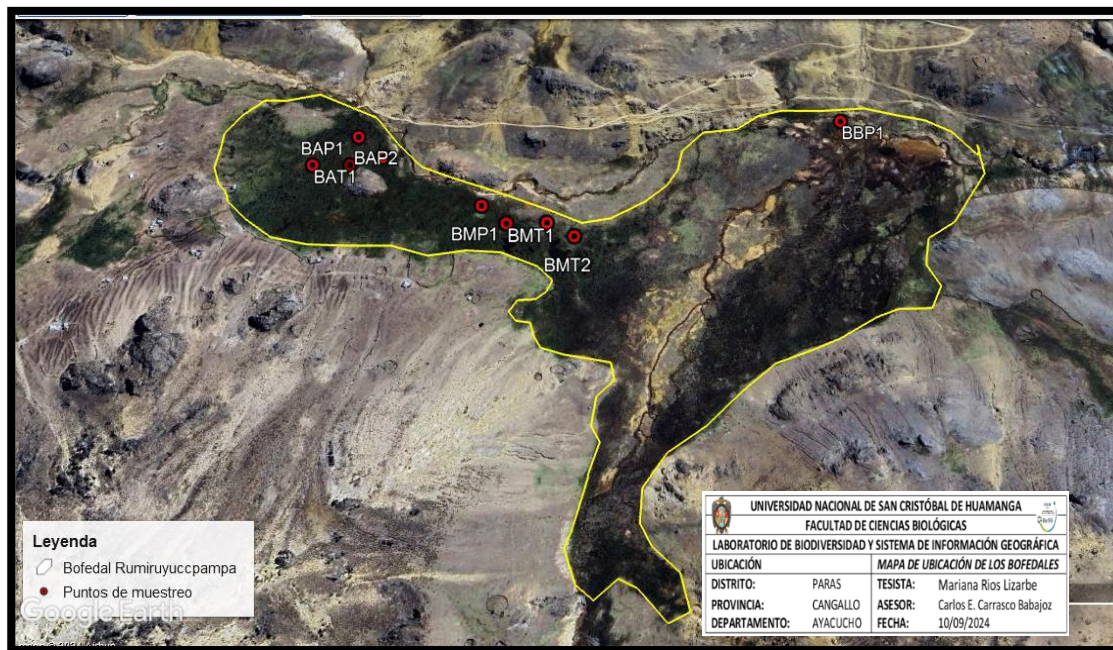 BBP1
BAP1
BAP2
BAT1
BMP1
BMT1
BMT2
Leyenda
Bofedal Rumiruyuccpampa
Puntos de muestreo
Google Earth
UNIVERSIDAD NACIONAL DE SAN CRISTÓBAL DE HUAMANGA
FACULTAD DE CIENCIAS BIOLÓGICAS
LABORATORIO DE BIODIVERSIDAD Y SISTEMA DE INFORMACIÓN GEOGRÁFICA
UBICACIÓN MAPA DE UBICACIÓN DE LOS BOFEDALES
DISTRITO: PARAS TESISTA: Mariana Rios Lizarbe
PROVINCIA: CANGALLO ASESOR: Carlos E. Carrasco Babajoz
DEPARTAMENTO: AYACUCHO FECHA: 10/09/2024